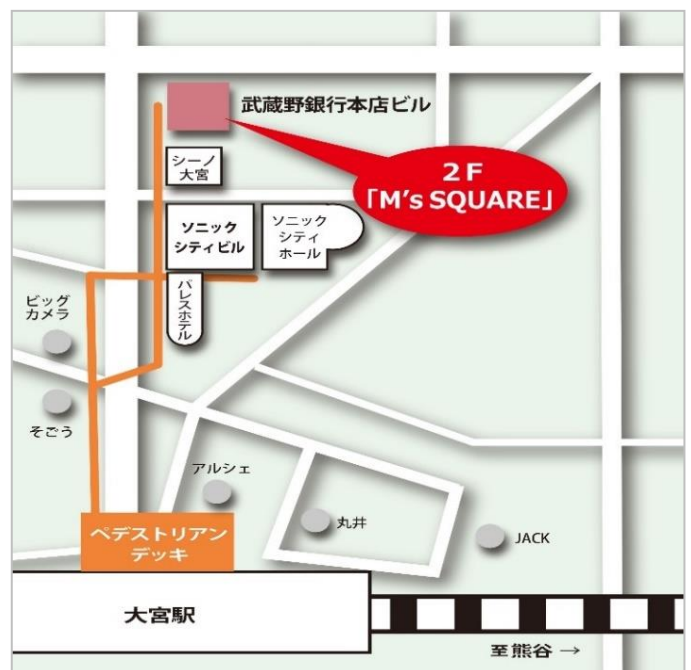 武蔵野銀行本店ビル
2F
「M's SQUARE」
シーノ
大宮
ソニック
シティビル
ソニック
シティ
ホール
パレスホテル
ビッグ
カメラ
そごう
アルシェ
丸井
JACK
ペデストリアン
デッキ
大宮駅
至熊谷 →